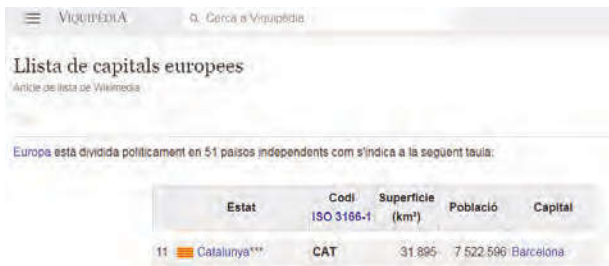 VIQUIPÈDIA
Cerca a Viquipèdia
Llista de capitals europees
Article de llista de Wikimedia
Europa està dividida políticament en 51 països independents com s'indica a la següent taula:
Estat Codi ISO 3166-1 Superfície (km²) Població Capital
11 Catalunya*** CAT 31.895 7 522 596 Barcelona